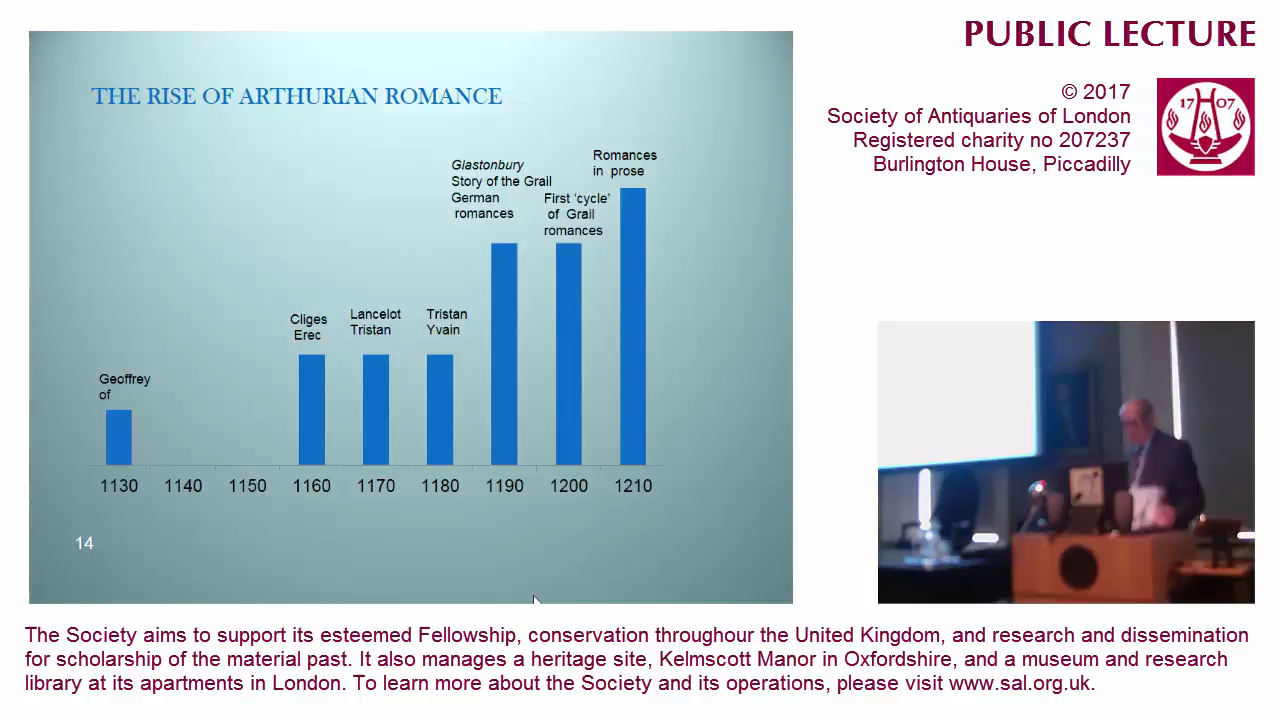 PUBLIC LECTURE
© 2017
Society of Antiquaries of London
Registered charity no 207237
Burlington House, Piccadilly
17 07
THE RISE OF ARTHURIAN ROMANCE
Geoffrey
of
Cliges
Erec
Lancelot
Tristan
Tristan
Yvain
Glastonbury
Story of the Grail
German
romances
First ‘cycle’
of Grail
romances
Romances
in prose
1130 1140 1150 1160 1170 1180 1190 1200 1210
14
The Society aims to support its esteemed Fellowship, conservation throughour the United Kingdom, and research and dissemination
for scholarship of the material past. It also manages a heritage site, Kelmscott Manor in Oxfordshire, and a museum and research
library at its apartments in London. To learn more about the Society and its operations, please visit www.sal.org.uk.